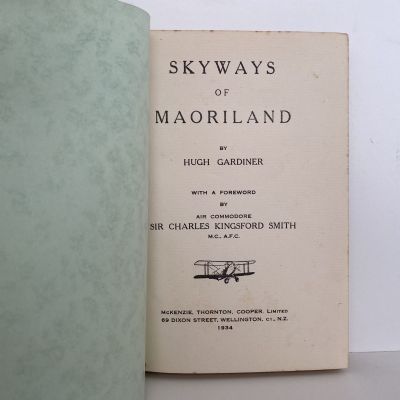 SKYWAYS
OF
MAORILAND
BY
HUGH GARDINER
WITH A FOREWORD
BY
AIR COMMODORE
SIR CHARLES KINGSFORD SMITH
M.C., A.F.C.
McKENZIE, THORNTON, COOPER, LIMITED
69 DIXON STREET, WELLINGTON, C1., N.Z.
1934